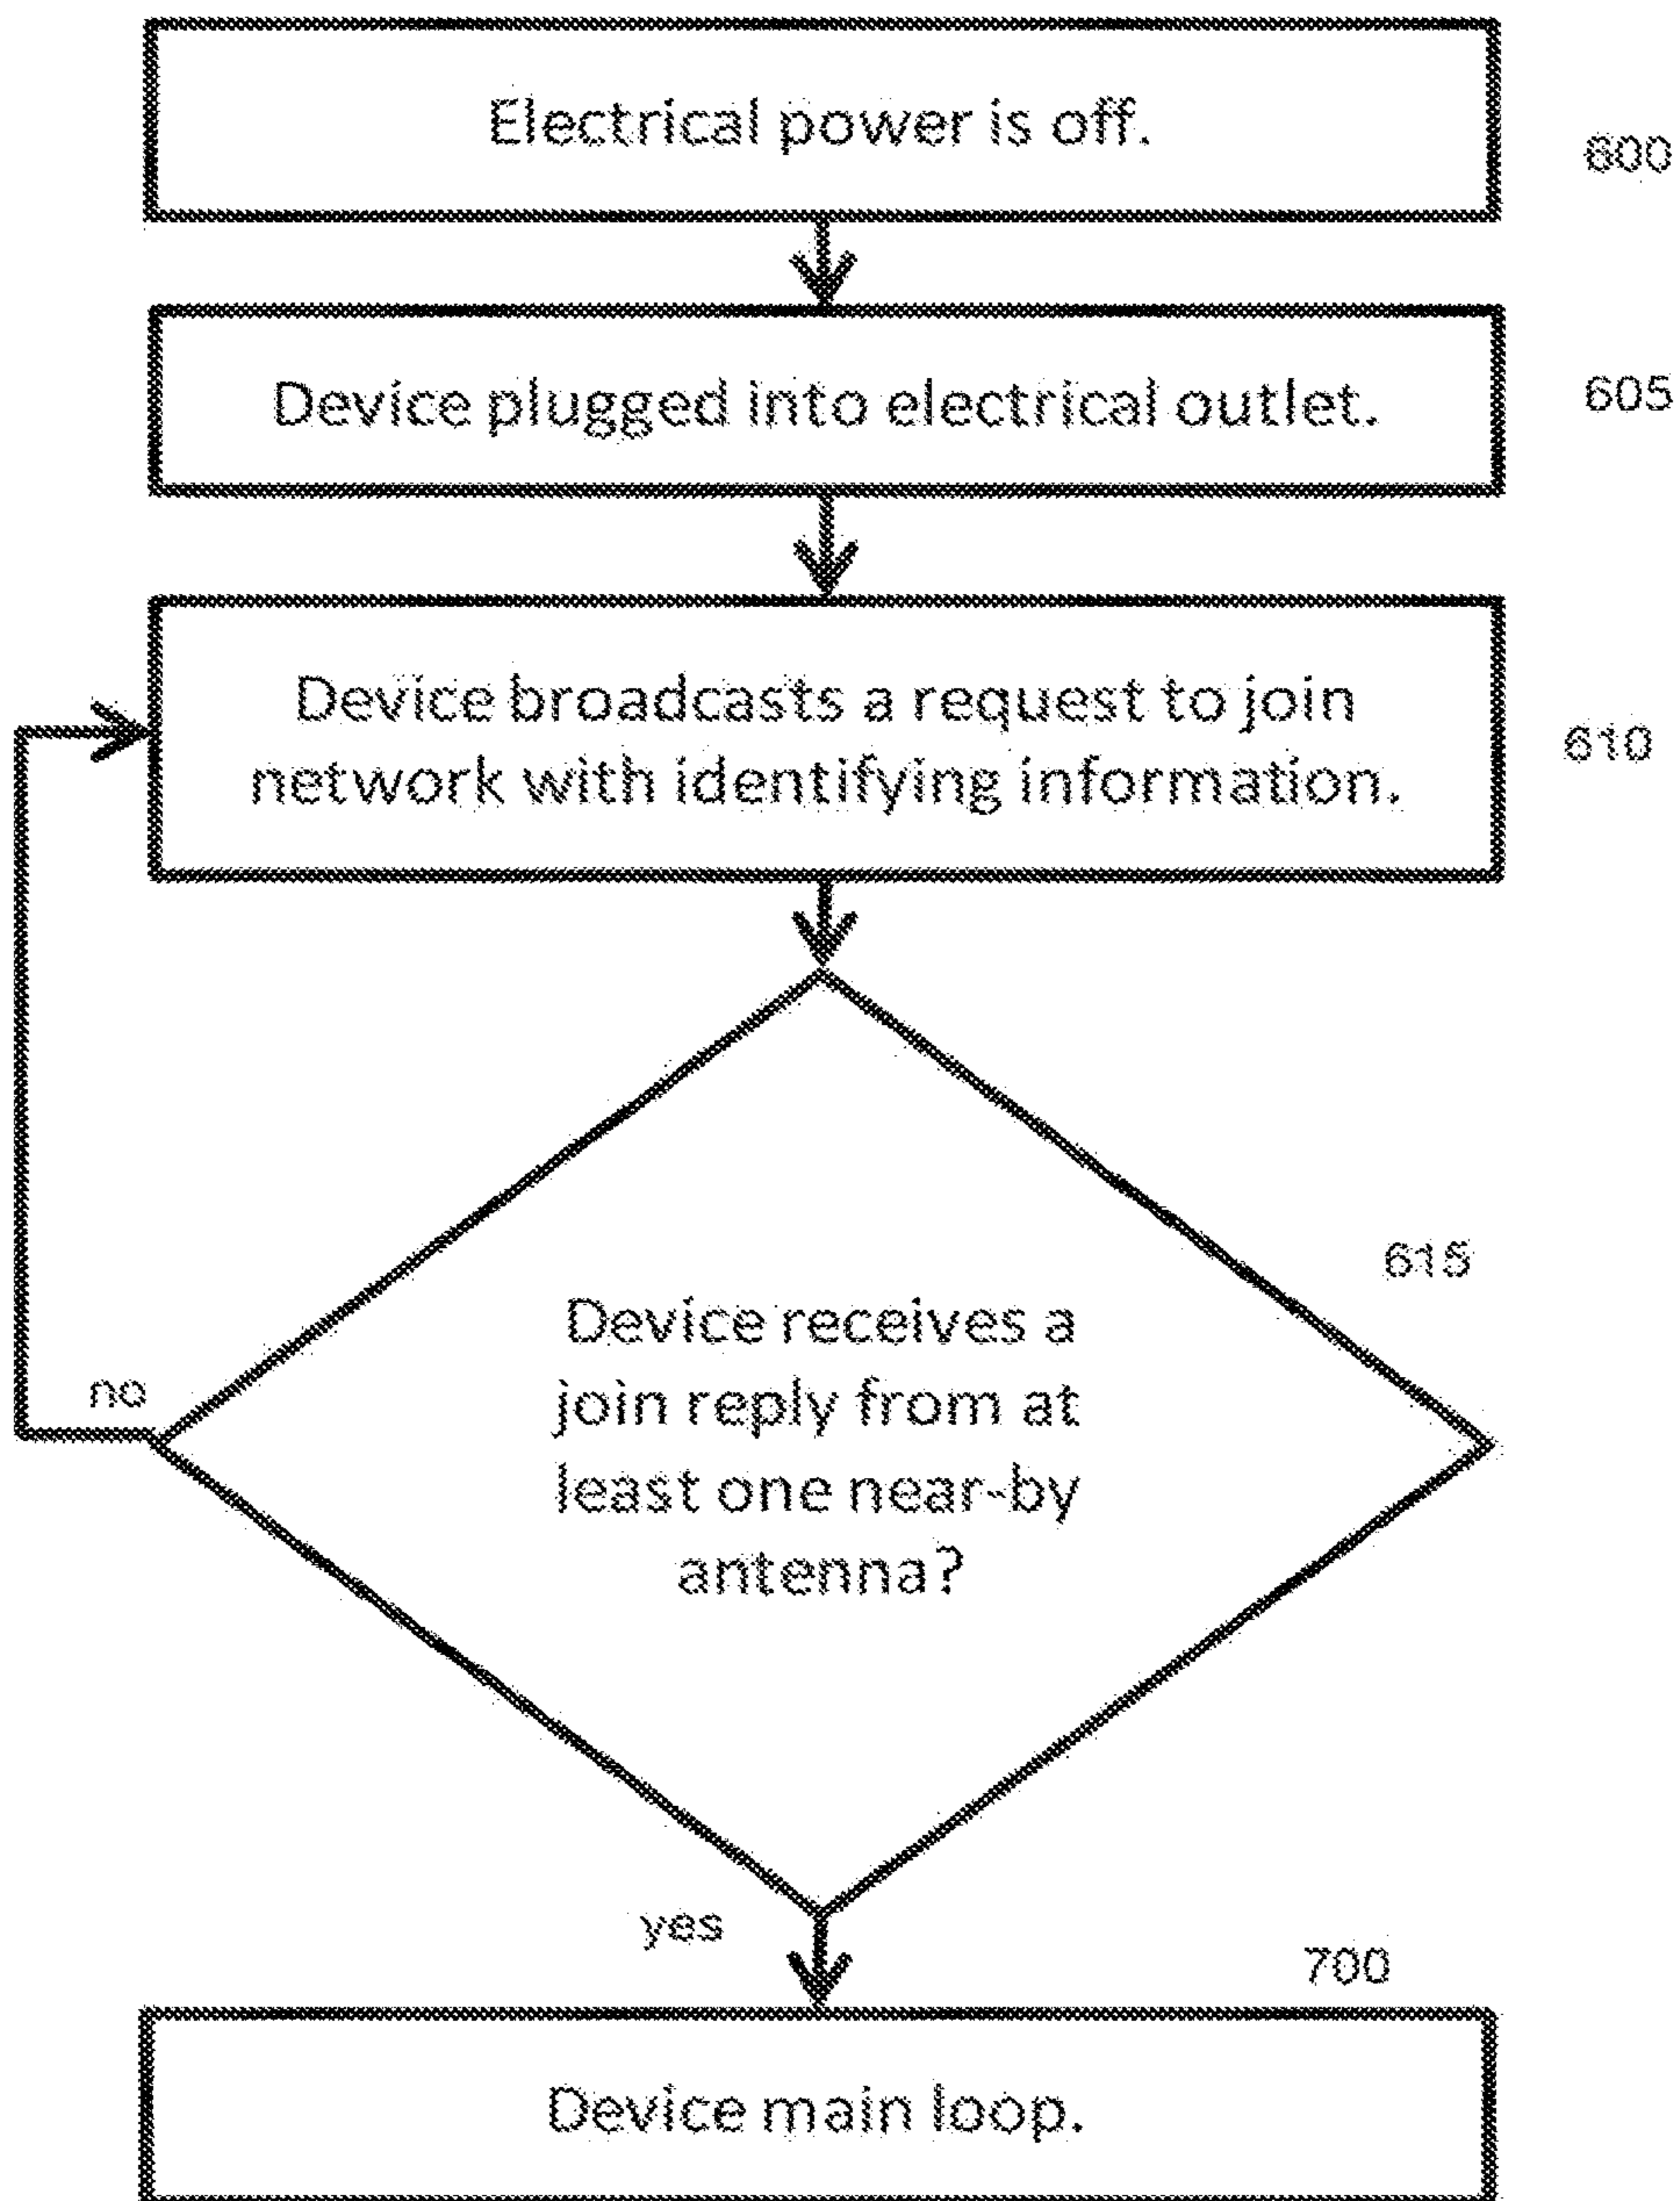 Electrical power is off.
600
Device plugged into electrical outlet.
605
Device broadcasts a request to join
network with identifying information.
610
615
Device receives a
join reply from at
least one near-by
antenna?
no
yes
700
Device main loop.